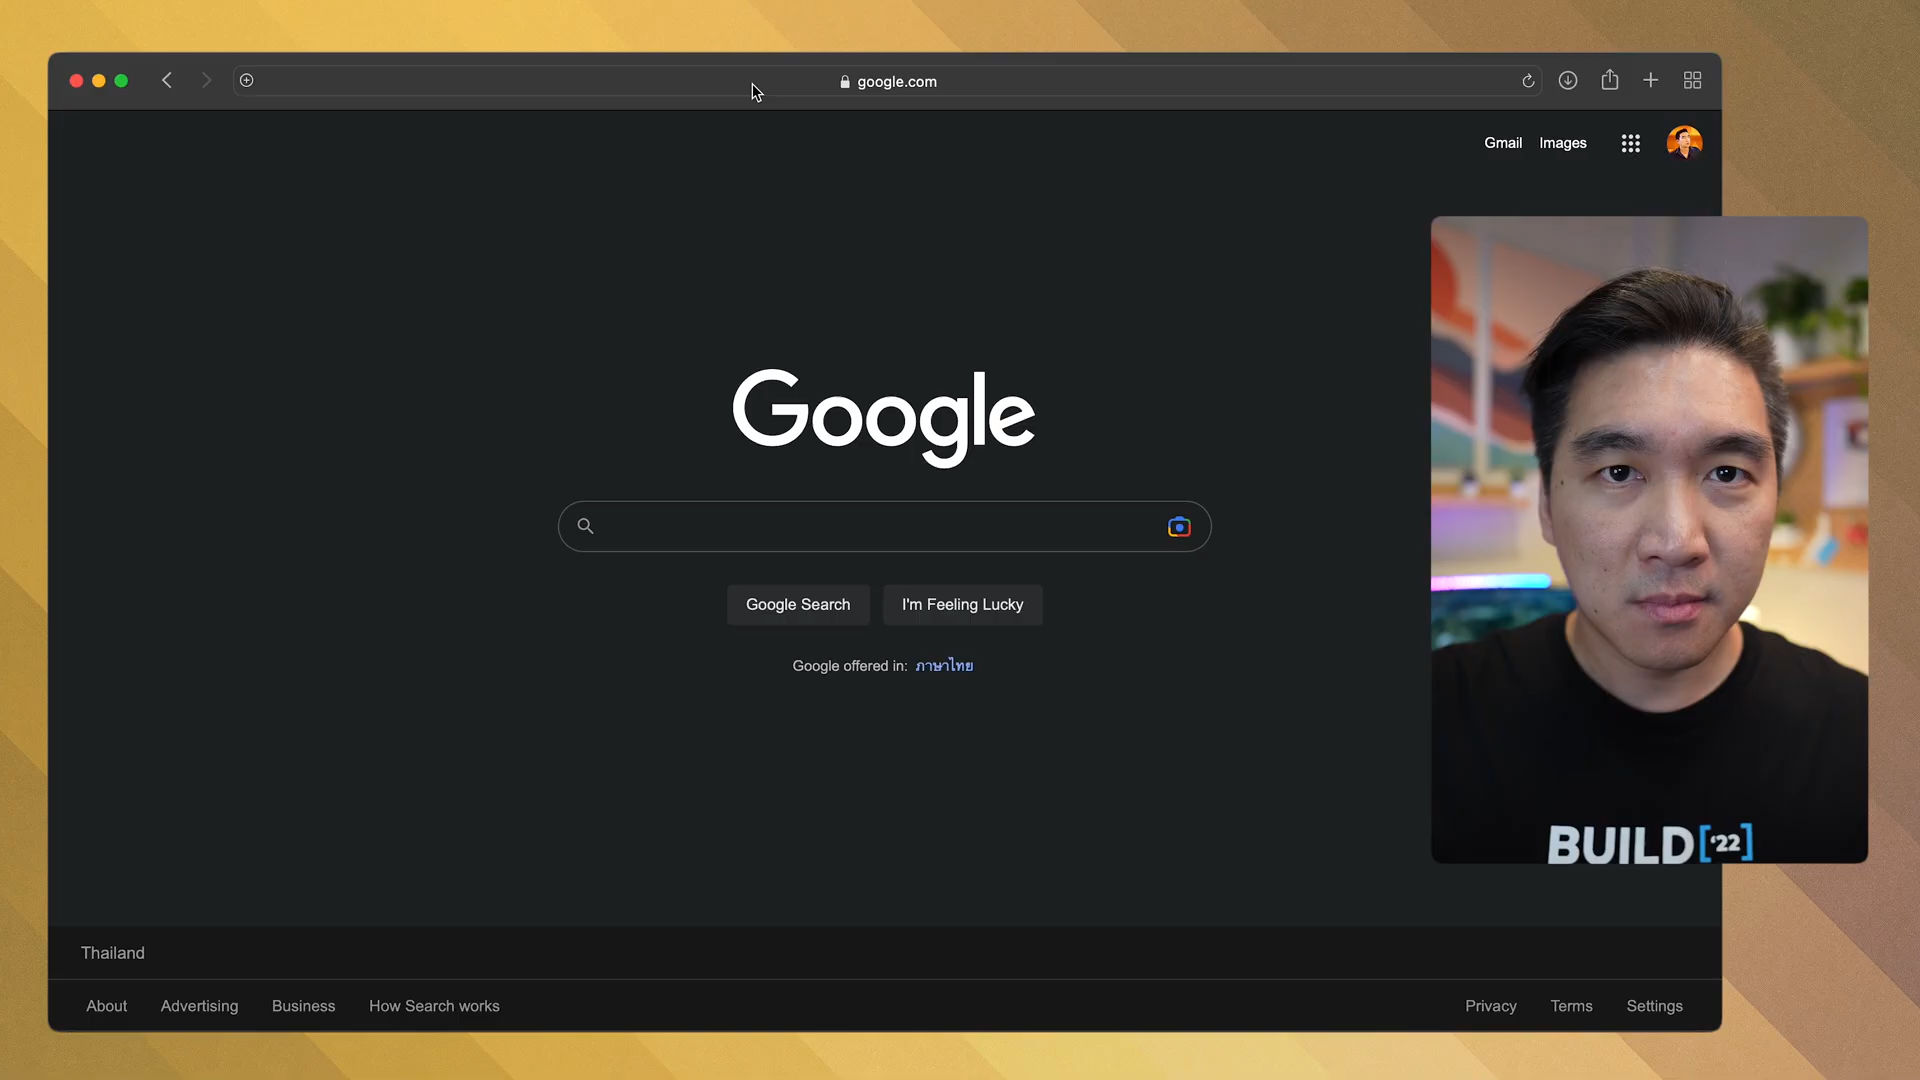 google.com
Gmail Images
Google
Google Search I'm Feeling Lucky
Google offered in: ภาษาไทย
BUILD['22]
Thailand
About Advertising Business How Search works Privacy Terms Settings